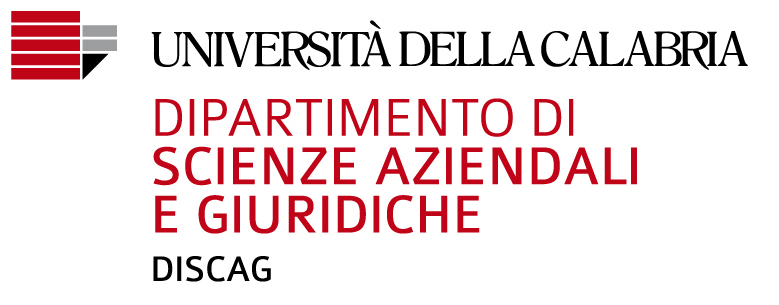 UNIVERSITÀ DELLA CALABRIA
DIPARTIMENTO DI
SCIENZE AZIENDALI
E GIURIDICHE
DISCAG